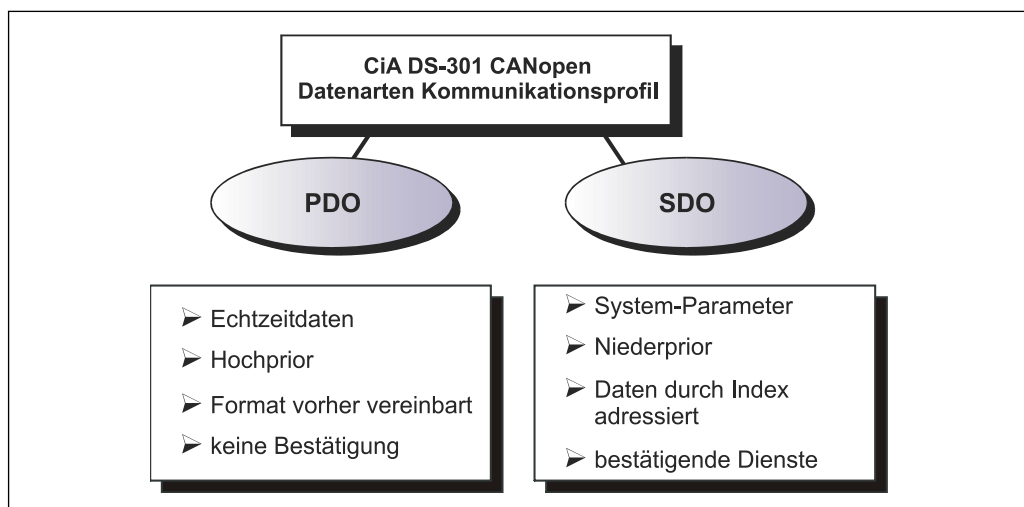 CiA DS-301 CANopen
Datenarten Kommunikationsprofil
PDO
SDO
Echtzeitdaten
Hochprior
Format vorher vereinbart
keine Bestätigung
System-Parameter
Niederprior
Daten durch Index
adressiert
bestätigende Dienste